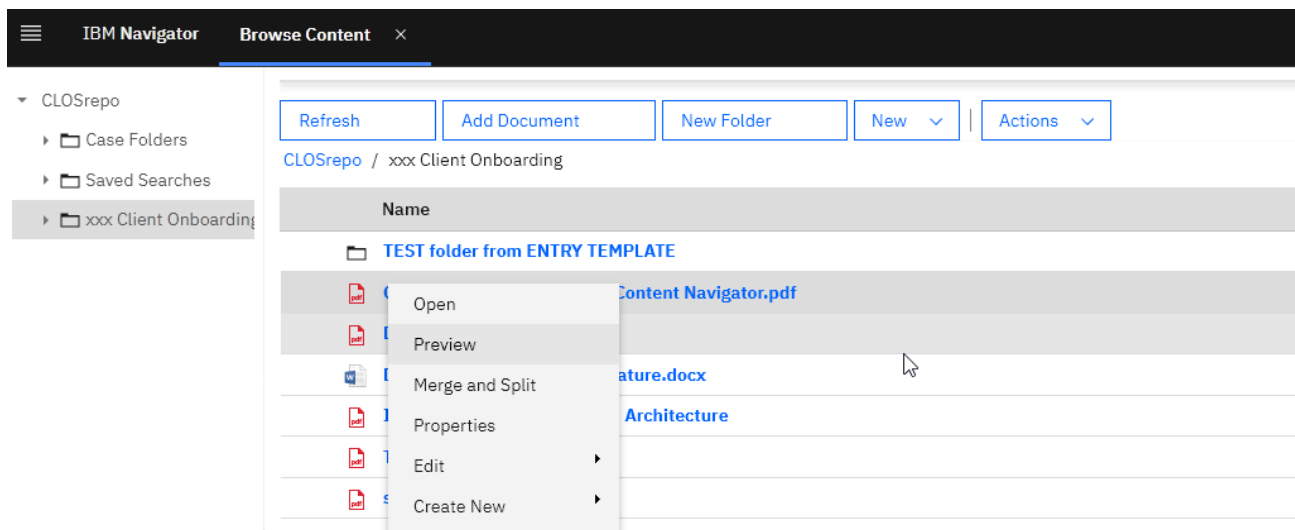 IBM Navigator Browse Content ×
CLOSrepo
Case Folders
Saved Searches
xxx Client Onboarding
Refresh Add Document New Folder New Actions
CLOSrepo / xxx Client Onboarding
Name
TEST folder from ENTRY TEMPLATE
Content Navigator.pdf
Open
Preview
ature.docx
Merge and Split
Architecture
Properties
Edit
Create New